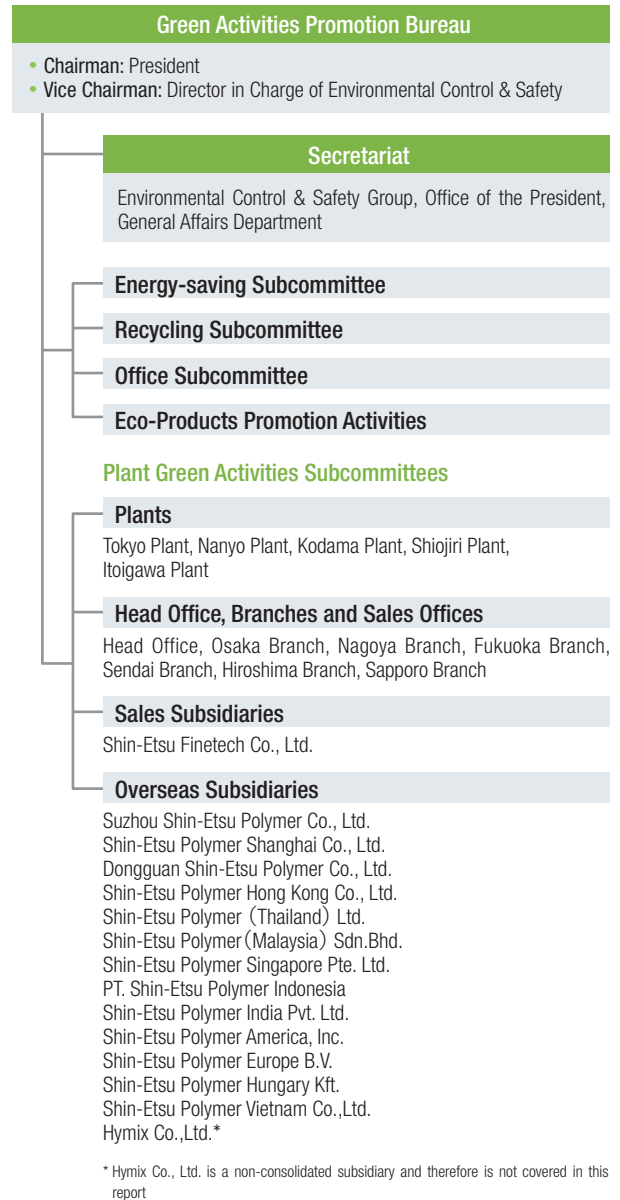 Green Activities Promotion Bureau
• Chairman: President
• Vice Chairman: Director in Charge of Environmental Control & Safety
Secretariat
Environmental Control & Safety Group, Office of the President,
General Affairs Department
Energy-saving Subcommittee
Recycling Subcommittee
Office Subcommittee
Eco-Products Promotion Activities
Plant Green Activities Subcommittees
Plants
Tokyo Plant, Nanyo Plant, Kodama Plant, Shiojiri Plant,
Itoigawa Plant
Head Office, Branches and Sales Offices
Head Office, Osaka Branch, Nagoya Branch, Fukuoka Branch,
Sendai Branch, Hiroshima Branch, Sapporo Branch
Sales Subsidiaries
Shin-Etsu Finetech Co., Ltd.
Overseas Subsidiaries
Suzhou Shin-Etsu Polymer Co., Ltd.
Shin-Etsu Polymer Shanghai Co., Ltd.
Dongguan Shin-Etsu Polymer Co., Ltd.
Shin-Etsu Polymer Hong Kong Co., Ltd.
Shin-Etsu Polymer（Thailand）Ltd.
Shin-Etsu Polymer（Malaysia）Sdn.Bhd.
Shin-Etsu Polymer Singapore Pte. Ltd.
PT. Shin-Etsu Polymer Indonesia
Shin-Etsu Polymer India Pvt. Ltd.
Shin-Etsu Polymer America, Inc.
Shin-Etsu Polymer Europe B.V.
Shin-Etsu Polymer Hungary Kft.
Shin-Etsu Polymer Vietnam Co.,Ltd.
Hymix Co.,Ltd.*
* Hymix Co., Ltd. is a non-consolidated subsidiary and therefore is not covered in this
report